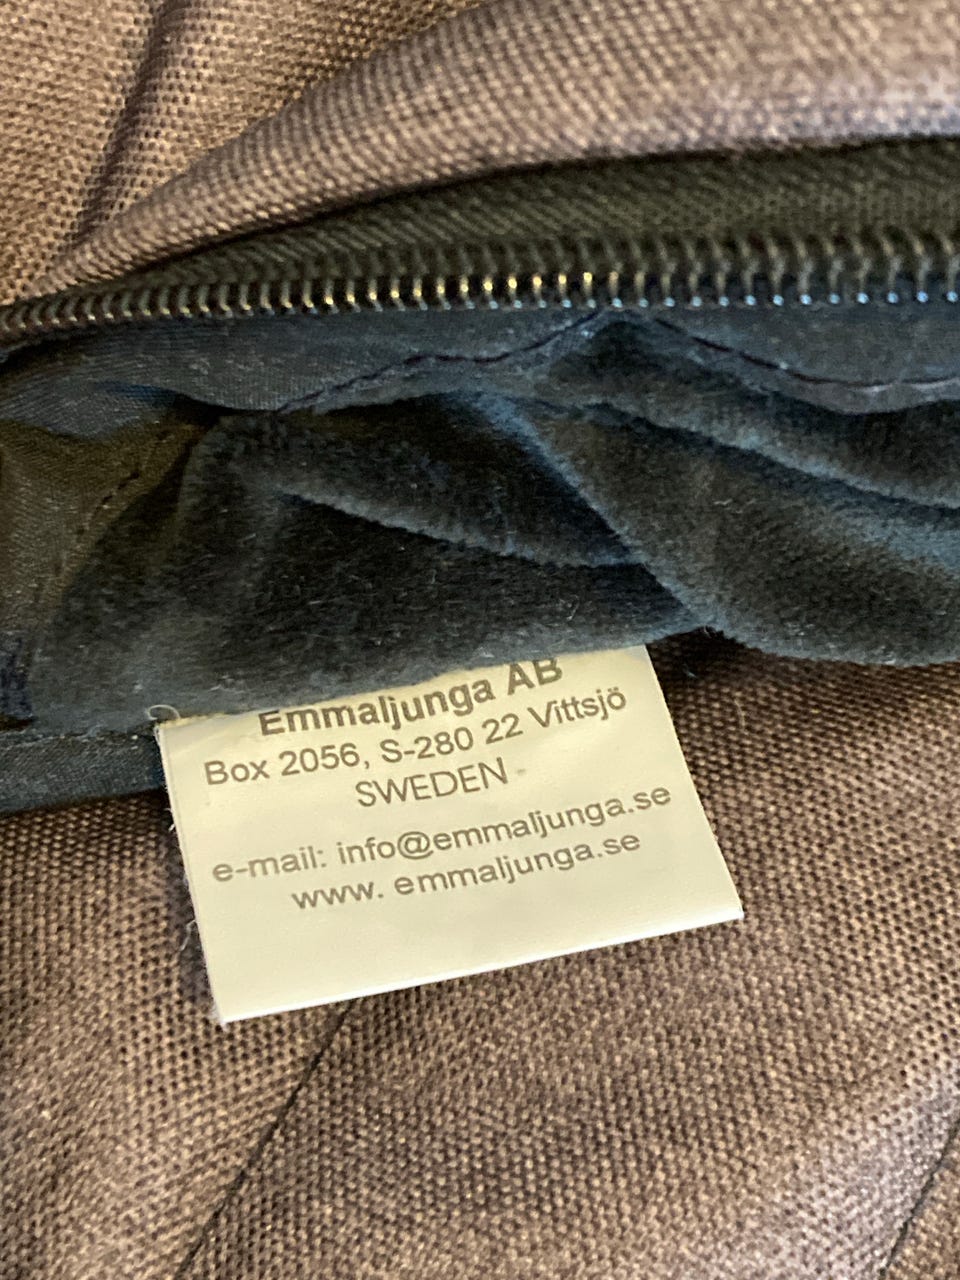 Emmaljunga AB
Box 2056, S-280 22 Vittsjö
SWEDEN
e-mail: info@emmaljunga.se
www. emmaljunga.se